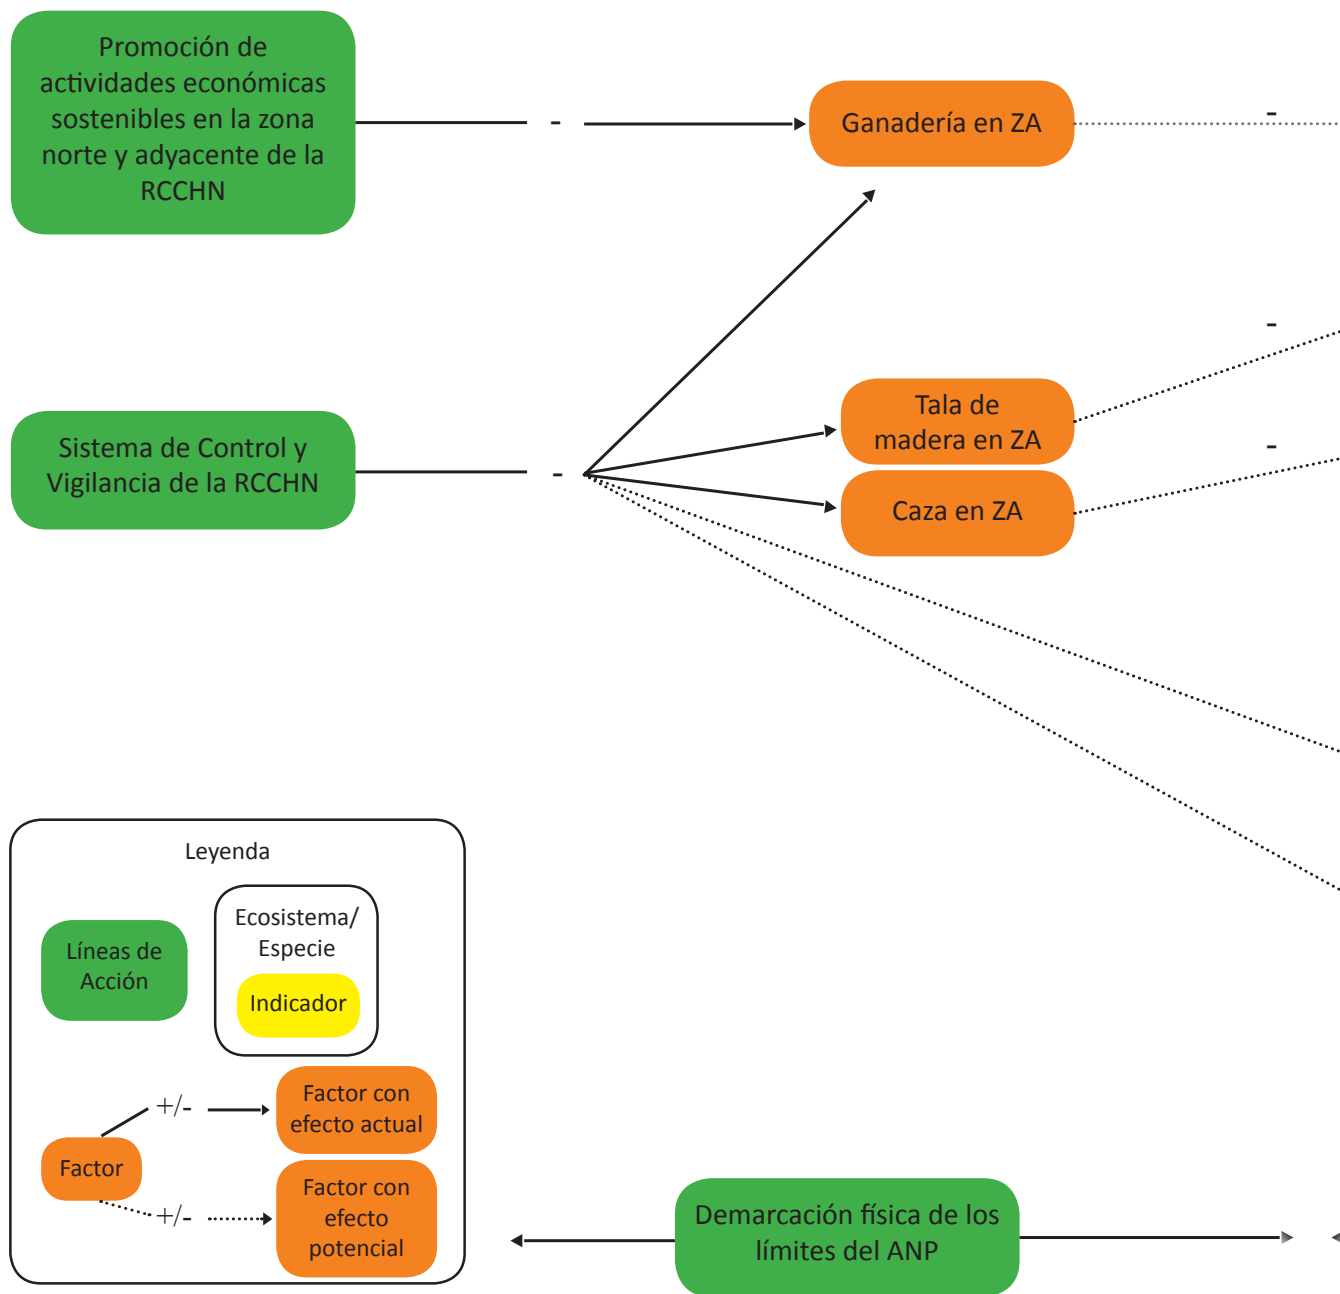 Promoción de
actividades económicas
sostenibles en la zona
norte y adyacente de la
RCCHN
-
Ganadería en ZA
-
Sistema de Control y
Vigilancia de la RCCHN
-
Tala de
madera en ZA
-
Caza en ZA
-
Leyenda
Líneas de
Acción
Ecosistema/
Especie
Indicador
Factor
+/-
Factor con
efecto actual
+/-
Factor con
efecto
potencial
Demarcación física de los
límites del ANP